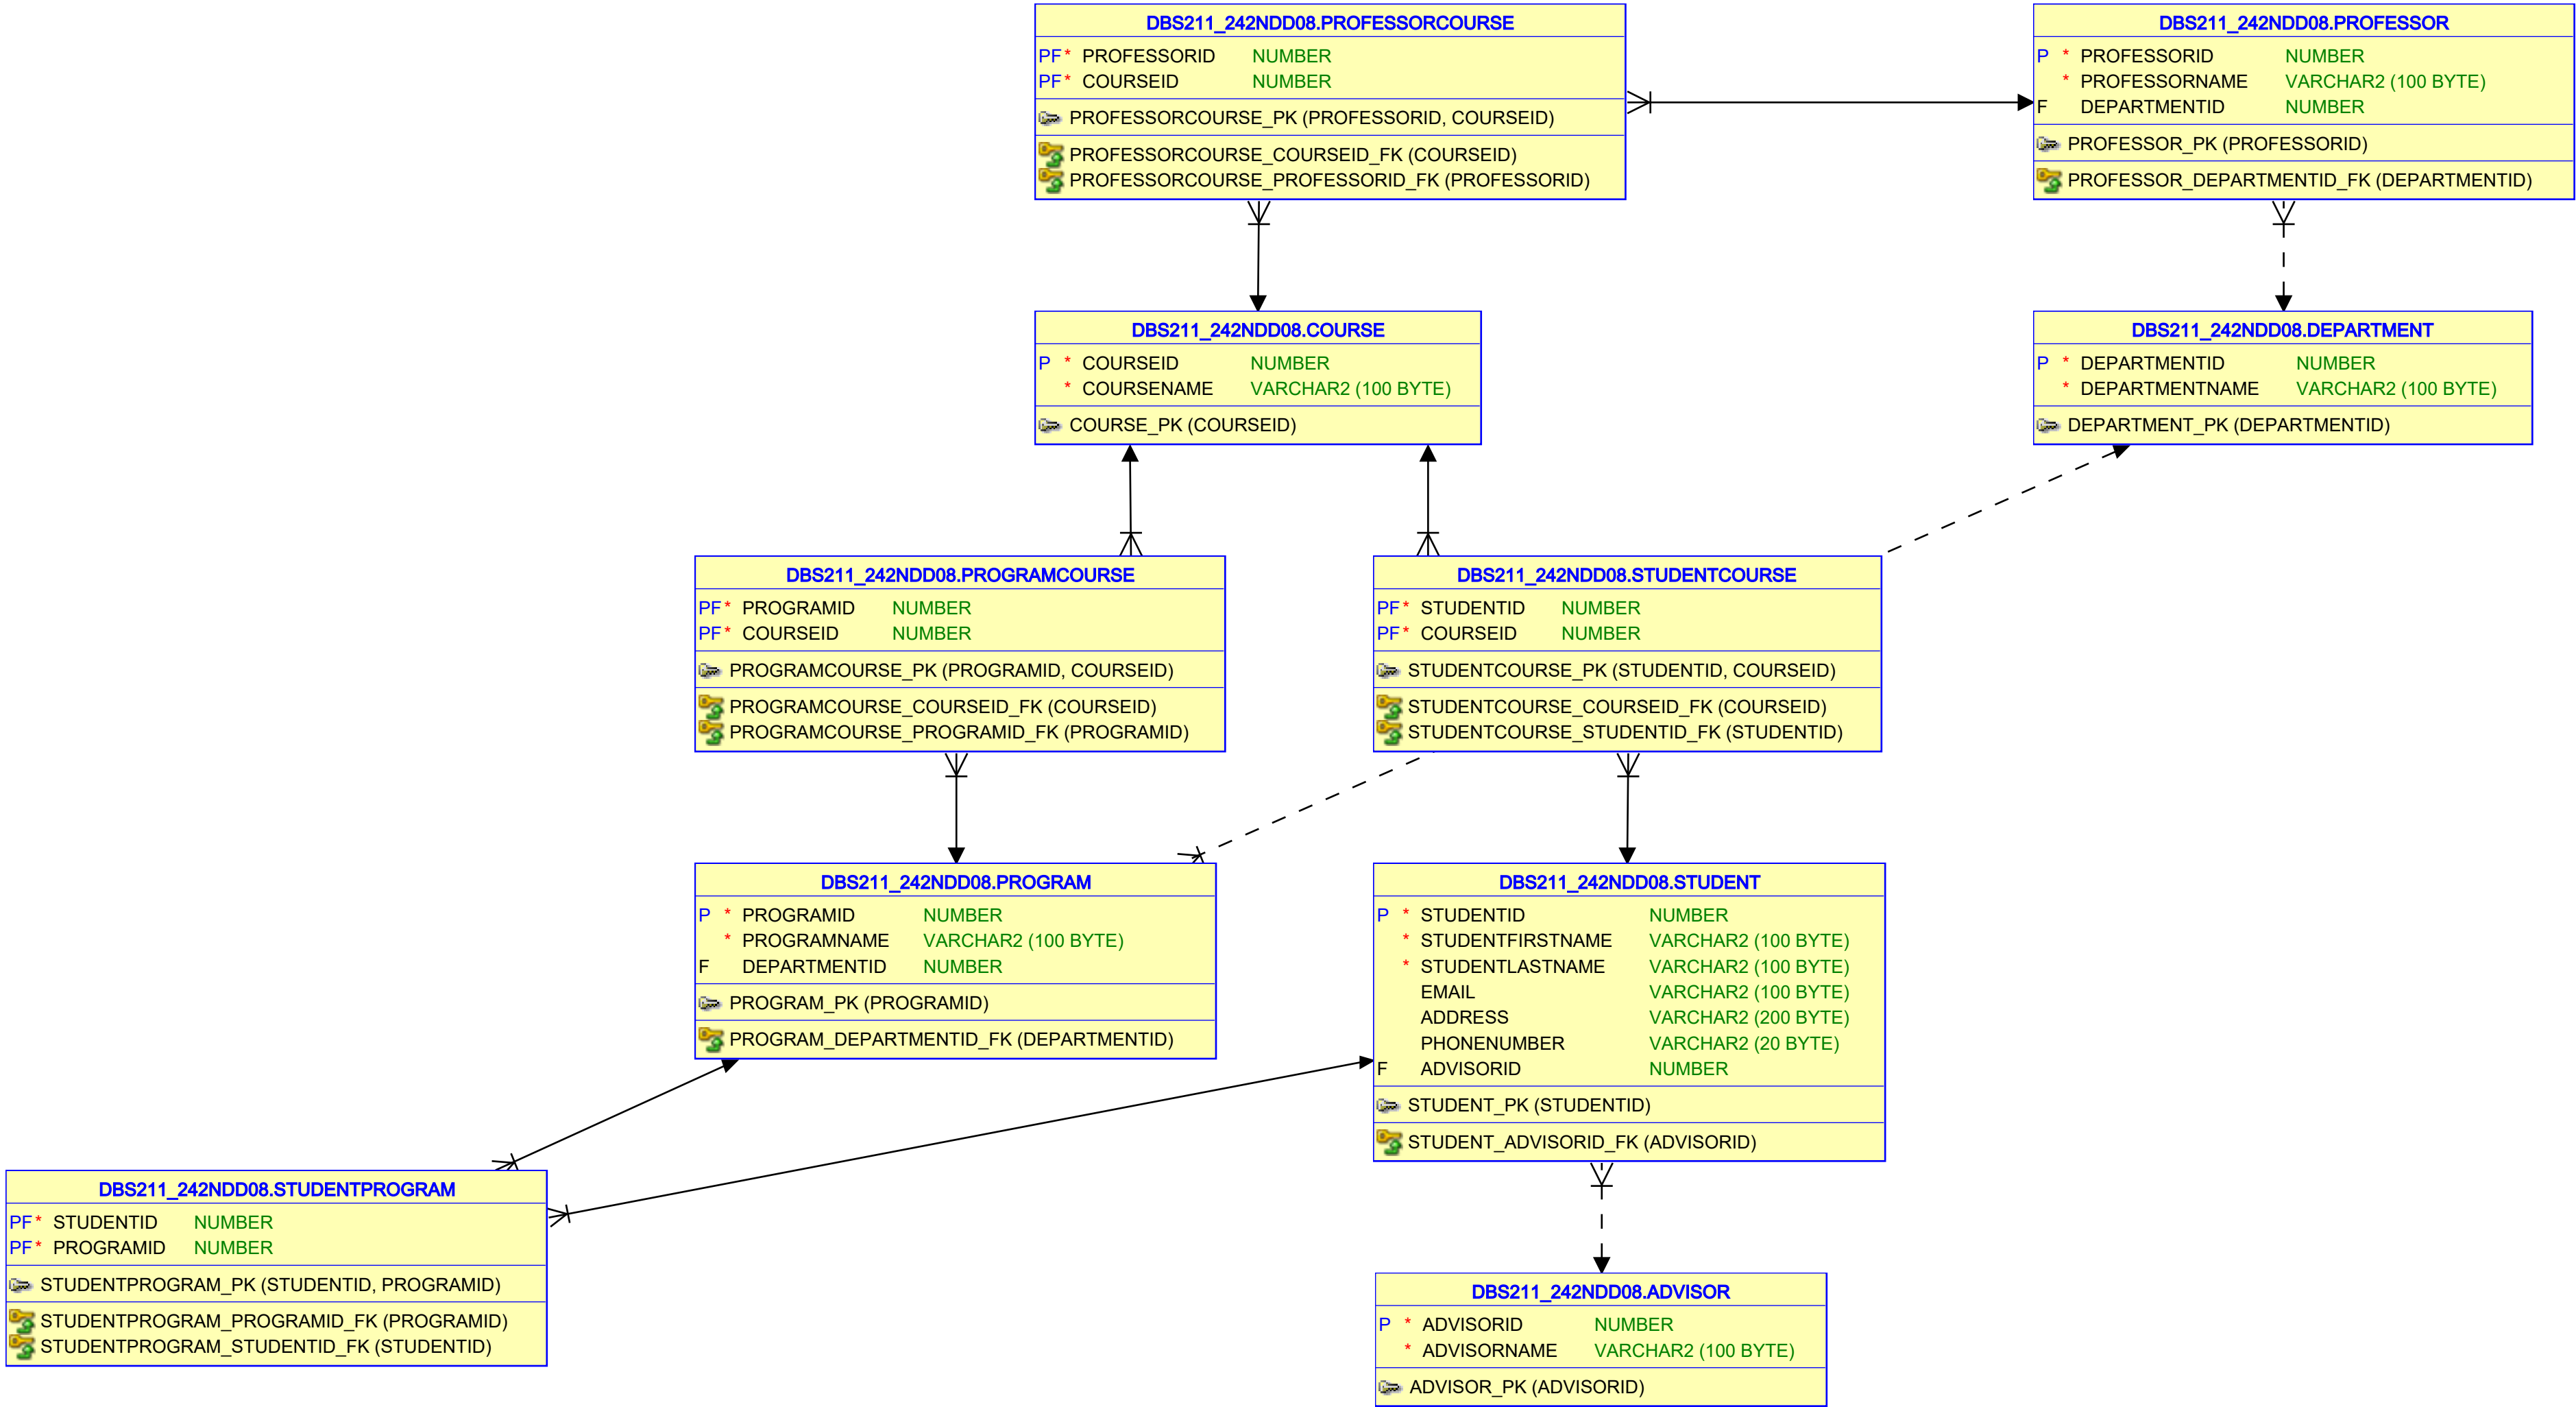 DBS211_242NDD08.PROFESSORCOURSE
PF* PROFESSORID NUMBER
PF* COURSEID NUMBER
PROFESSORCOURSE_PK (PROFESSORID, COURSEID)
PROFESSORCOURSE_COURSEID_FK (COURSEID)
PROFESSORCOURSE_PROFESSORID_FK (PROFESSORID)
DBS211_242NDD08.PROFESSOR
P * PROFESSORID NUMBER
* PROFESSORNAME VARCHAR2 (100 BYTE)
F DEPARTMENTID NUMBER
PROFESSOR_PK (PROFESSORID)
PROFESSOR_DEPARTMENTID_FK (DEPARTMENTID)
DBS211_242NDD08.COURSE
P * COURSEID NUMBER
* COURSENAME VARCHAR2 (100 BYTE)
COURSE_PK (COURSEID)
DBS211_242NDD08.DEPARTMENT
P * DEPARTMENTID NUMBER
* DEPARTMENTNAME VARCHAR2 (100 BYTE)
DEPARTMENT_PK (DEPARTMENTID)
DBS211_242NDD08.PROGRAMCOURSE
PF* PROGRAMID NUMBER
PF* COURSEID NUMBER
PROGRAMCOURSE_PK (PROGRAMID, COURSEID)
PROGRAMCOURSE_COURSEID_FK (COURSEID)
PROGRAMCOURSE_PROGRAMID_FK (PROGRAMID)
DBS211_242NDD08.STUDENTCOURSE
PF* STUDENTID NUMBER
PF* COURSEID NUMBER
STUDENTCOURSE_PK (STUDENTID, COURSEID)
STUDENTCOURSE_COURSEID_FK (COURSEID)
STUDENTCOURSE_STUDENTID_FK (STUDENTID)
DBS211_242NDD08.PROGRAM
P * PROGRAMID NUMBER
* PROGRAMNAME VARCHAR2 (100 BYTE)
F DEPARTMENTID NUMBER
PROGRAM_PK (PROGRAMID)
PROGRAM_DEPARTMENTID_FK (DEPARTMENTID)
DBS211_242NDD08.STUDENT
P * STUDENTID NUMBER
* STUDENTFIRSTNAME VARCHAR2 (100 BYTE)
* STUDENTLASTNAME VARCHAR2 (100 BYTE)
EMAIL VARCHAR2 (100 BYTE)
ADDRESS VARCHAR2 (200 BYTE)
PHONENUMBER VARCHAR2 (20 BYTE)
F ADVISORID NUMBER
STUDENT_PK (STUDENTID)
STUDENT_ADVISORID_FK (ADVISORID)
DBS211_242NDD08.STUDENTPROGRAM
PF* STUDENTID NUMBER
PF* PROGRAMID NUMBER
STUDENTPROGRAM_PK (STUDENTID, PROGRAMID)
STUDENTPROGRAM_PROGRAMID_FK (PROGRAMID)
STUDENTPROGRAM_STUDENTID_FK (STUDENTID)
DBS211_242NDD08.ADVISOR
P * ADVISORID NUMBER
* ADVISORNAME VARCHAR2 (100 BYTE)
ADVISOR_PK (ADVISORID)